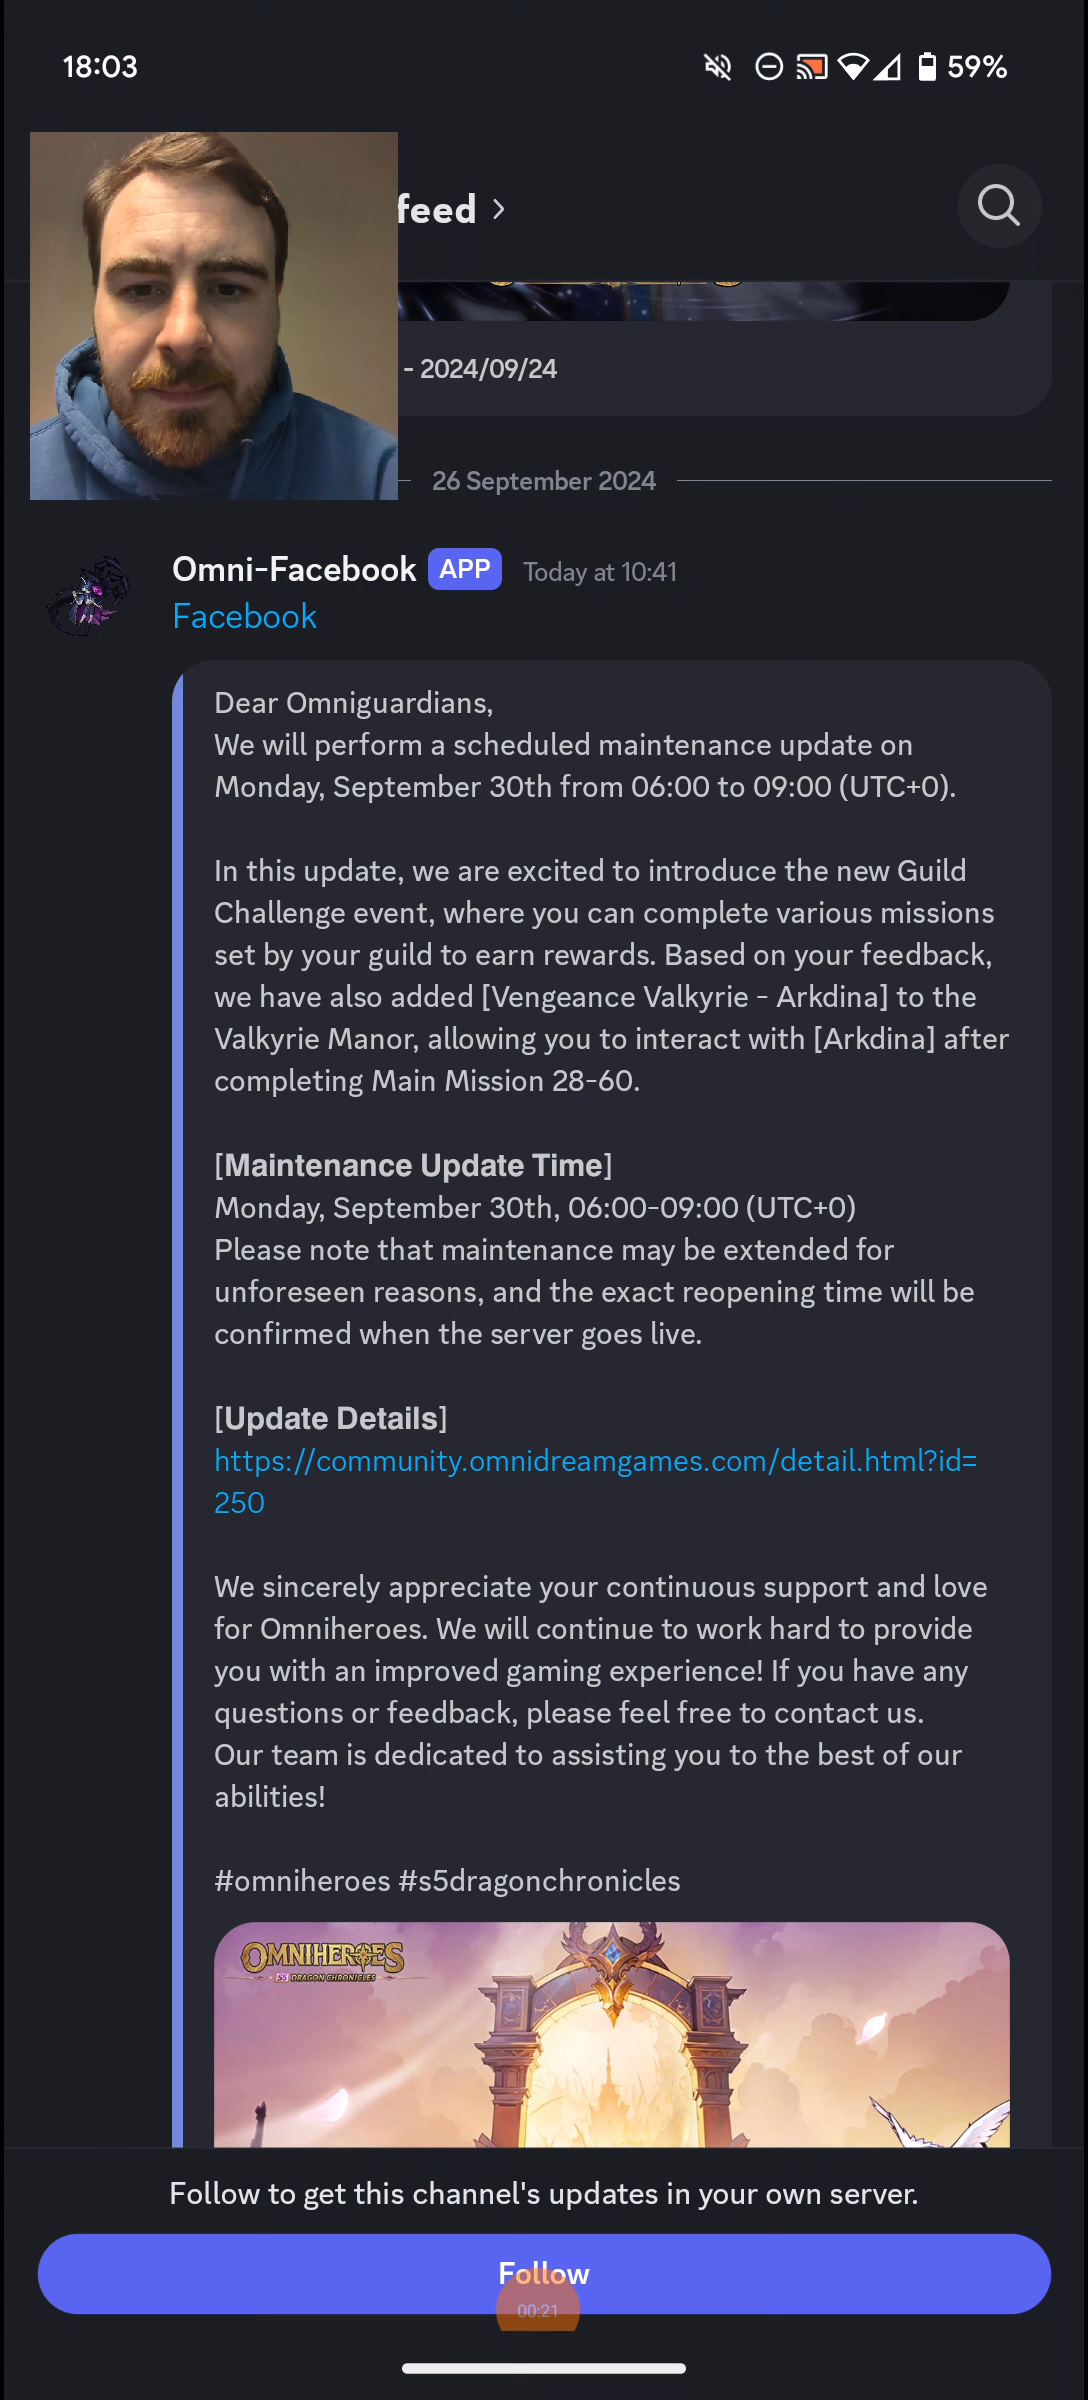 18:03
59%
feed
- 2024/09/24
26 September 2024
Omni-Facebook APP Today at 10:41
Facebook
Dear Omniguardians,
We will perform a scheduled maintenance update on
Monday, September 30th from 06:00 to 09:00 (UTC+0).
In this update, we are excited to introduce the new Guild
Challenge event, where you can complete various missions
set by your guild to earn rewards. Based on your feedback,
we have also added [Vengeance Valkyrie - Arkdina] to the
Valkyrie Manor, allowing you to interact with [Arkdina] after
completing Main Mission 28-60.
[Maintenance Update Time]
Monday, September 30th, 06:00-09:00 (UTC+0)
Please note that maintenance may be extended for
unforeseen reasons, and the exact reopening time will be
confirmed when the server goes live.
[Update Details]
https://community.omnidreamgames.com/detail.html?id=
250
We sincerely appreciate your continuous support and love
for Omniheroes. We will continue to work hard to provide
you with an improved gaming experience! If you have any
questions or feedback, please feel free to contact us.
Our team is dedicated to assisting you to the best of our
abilities!
#omniheroes #s5dragonchronicles
OMNIHEROES
S5 DRAGON CHRONICLES
Follow to get this channel's updates in your own server.
Follow
00:21